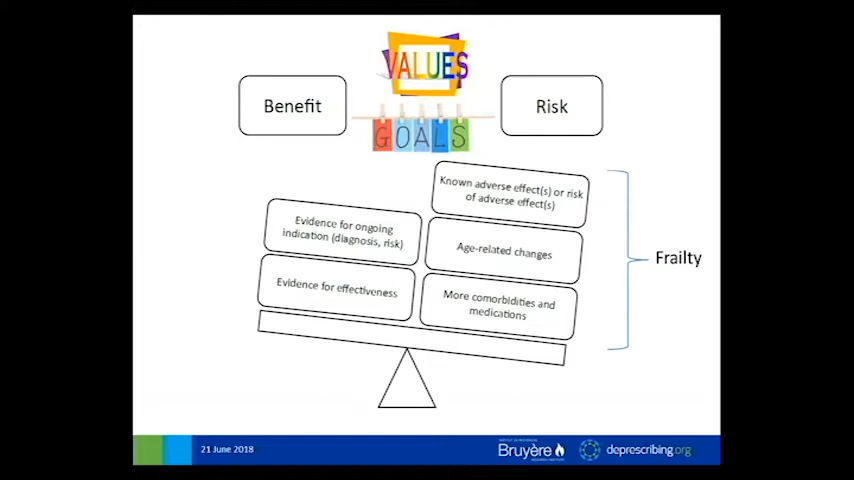 VALUES
Benefit
GOALS
Risk
Known adverse effect(s) or risk
of adverse effect(s)
Evidence for ongoing
indication (diagnosis, risk)
Age-related changes
Frailty
Evidence for effectiveness
More comorbidities and
medications
21 June 2018
Bruyère
deprescribing.org